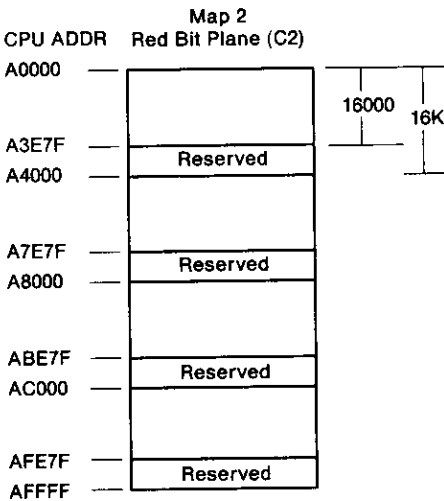 Map 2
CPU ADDR Red Bit Plane (C2)
A0000
16000
16K
A3E7F
Reserved
A4000
A7E7F
Reserved
A8000
ABE7F
Reserved
AC000
AFE7F
Reserved
AFFFF